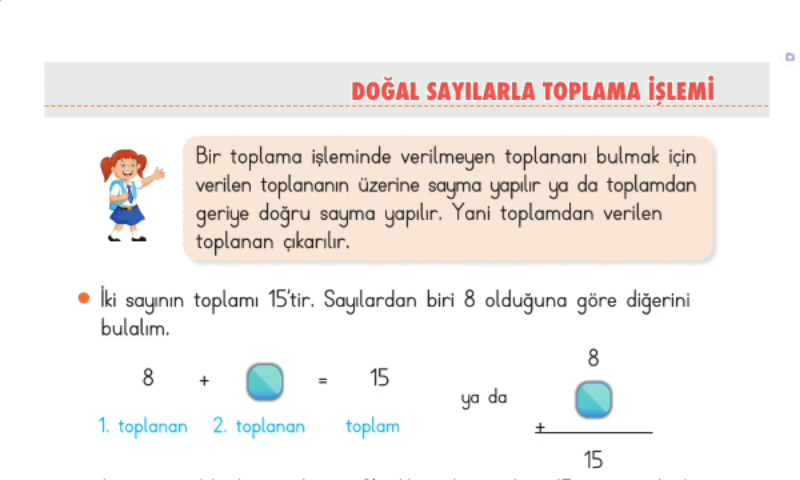 DOĞAL SAYILARLA TOPLAMA İŞLEMİ
Bir toplama işleminde verilmeyen toplananı bulmak için
verilen toplananın üzerine sayma yapılır ya da toplamdan
geriye doğru sayma yapılır. Yani toplamdan verilen
toplanan çıkarılır.
İki sayının toplamı 15'tir. Sayılardan biri 8 olduğuna göre diğerini
bulalım.
8 + = 15
1. toplanan 2. toplanan toplam
ya da
8
+
15